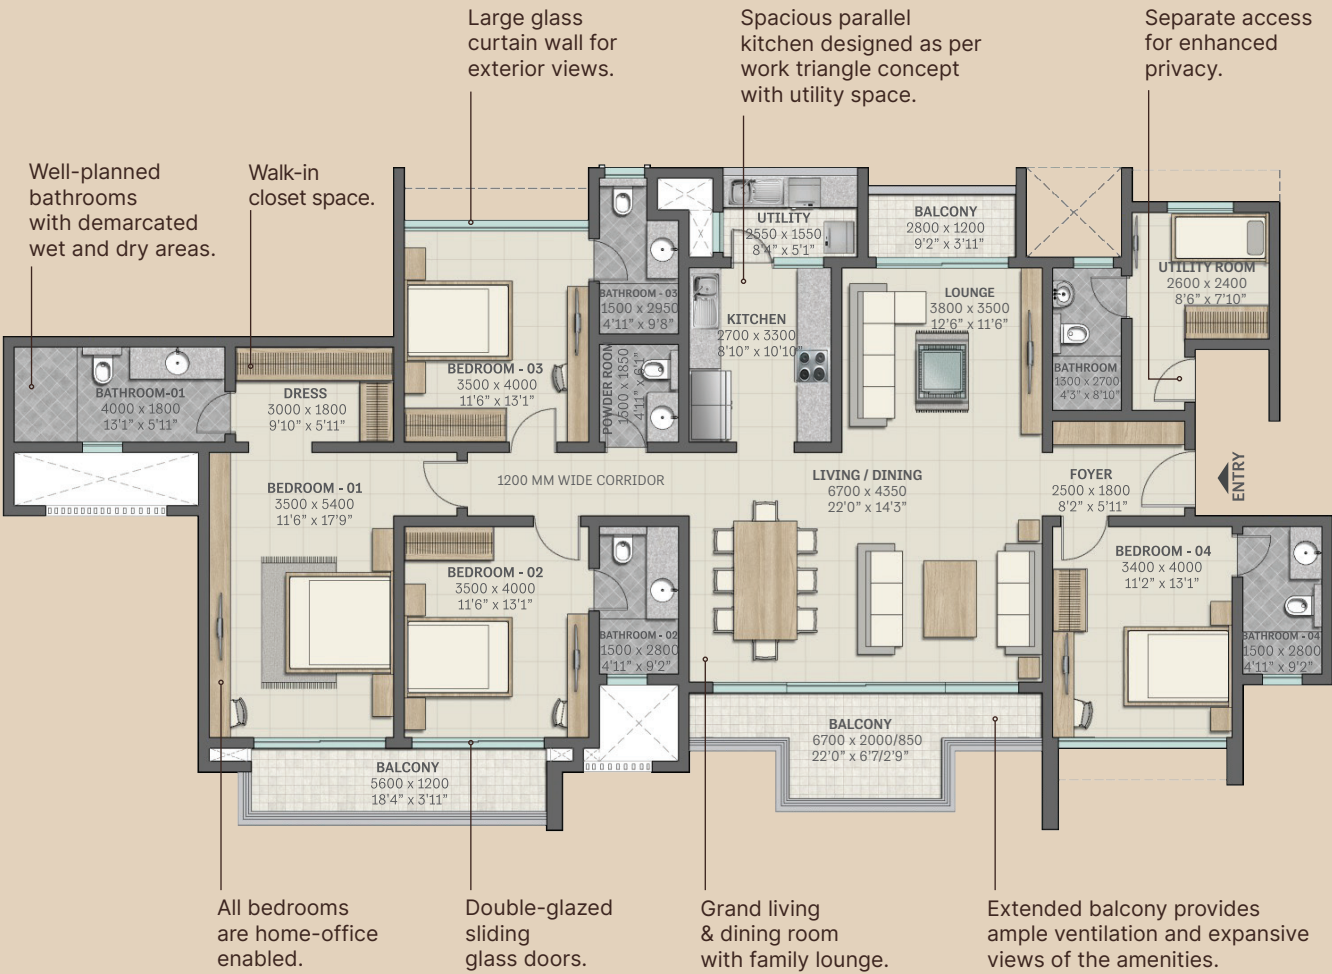 Large glass
curtain wall for
exterior views.
Spacious parallel
kitchen designed as per
work triangle concept
with utility space.
Separate access
for enhanced
privacy.
Well-planned
bathrooms
with demarcated
wet and dry areas.
Walk-in
closet space.
UTILITY
2550 x 1550
8'4" x 5'1"
BALCONY
2800 x 1200
9'2" x 3'11"
UTILITY ROOM
2600 x 2400
8'6" x 7'10"
BATHROOM - 03
1500 x 2950
4'11" x 9'8"
LOUNGE
3800 x 3500
12'6" x 11'6"
KITCHEN
2700 x 3300
8'10" x 10'10"
BEDROOM - 03
3500 x 4000
11'6" x 13'1"
POWDER ROOM
1500 x 1850
4'11" x 6'1"
BATHROOM
1300 x 2700
4'3" x 8'10"
BATHROOM-01
4000 x 1800
13'1" x 5'11"
DRESS
3000 x 1800
9'10" x 5'11"
BEDROOM - 01
3500 x 5400
11'6" x 17'9"
1200 MM WIDE CORRIDOR
LIVING / DINING
6700 x 4350
22'0" x 14'3"
FOYER
2500 x 1800
8'2" x 5'11"
ENTRY
BEDROOM - 02
3500 x 4000
11'6" x 13'1"
BATHROOM - 02
1500 x 2800
4'11" x 9'2"
BEDROOM - 04
3400 x 4000
11'2" x 13'1"
BATHROOM - 04
1500 x 2800
4'11" x 9'2"
BALCONY
6700 x 2000/850
22'0" x 6'7/2'9"
BALCONY
5600 x 1200
18'4" x 3'11"
All bedrooms
are home-office
enabled.
Double-glazed
sliding
glass doors.
Grand living
& dining room
with family lounge.
Extended balcony provides
ample ventilation and expansive
views of the amenities.